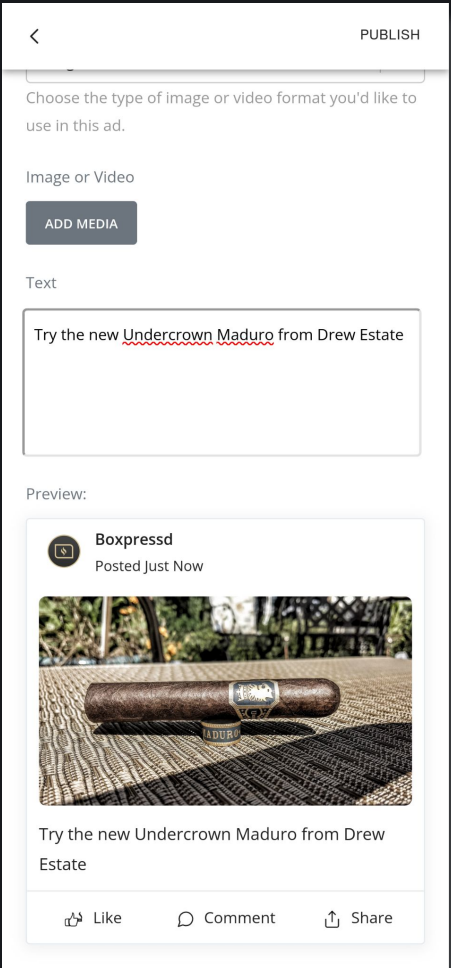 PUBLISH
Choose the type of image or video format you'd like to
use in this ad.
Image or Video
ADD MEDIA
Text
Try the new Undercrown Maduro from Drew Estate
Preview:
Boxpressd
Posted Just Now
MADURO
Try the new Undercrown Maduro from Drew
Estate
Like
Comment
Share